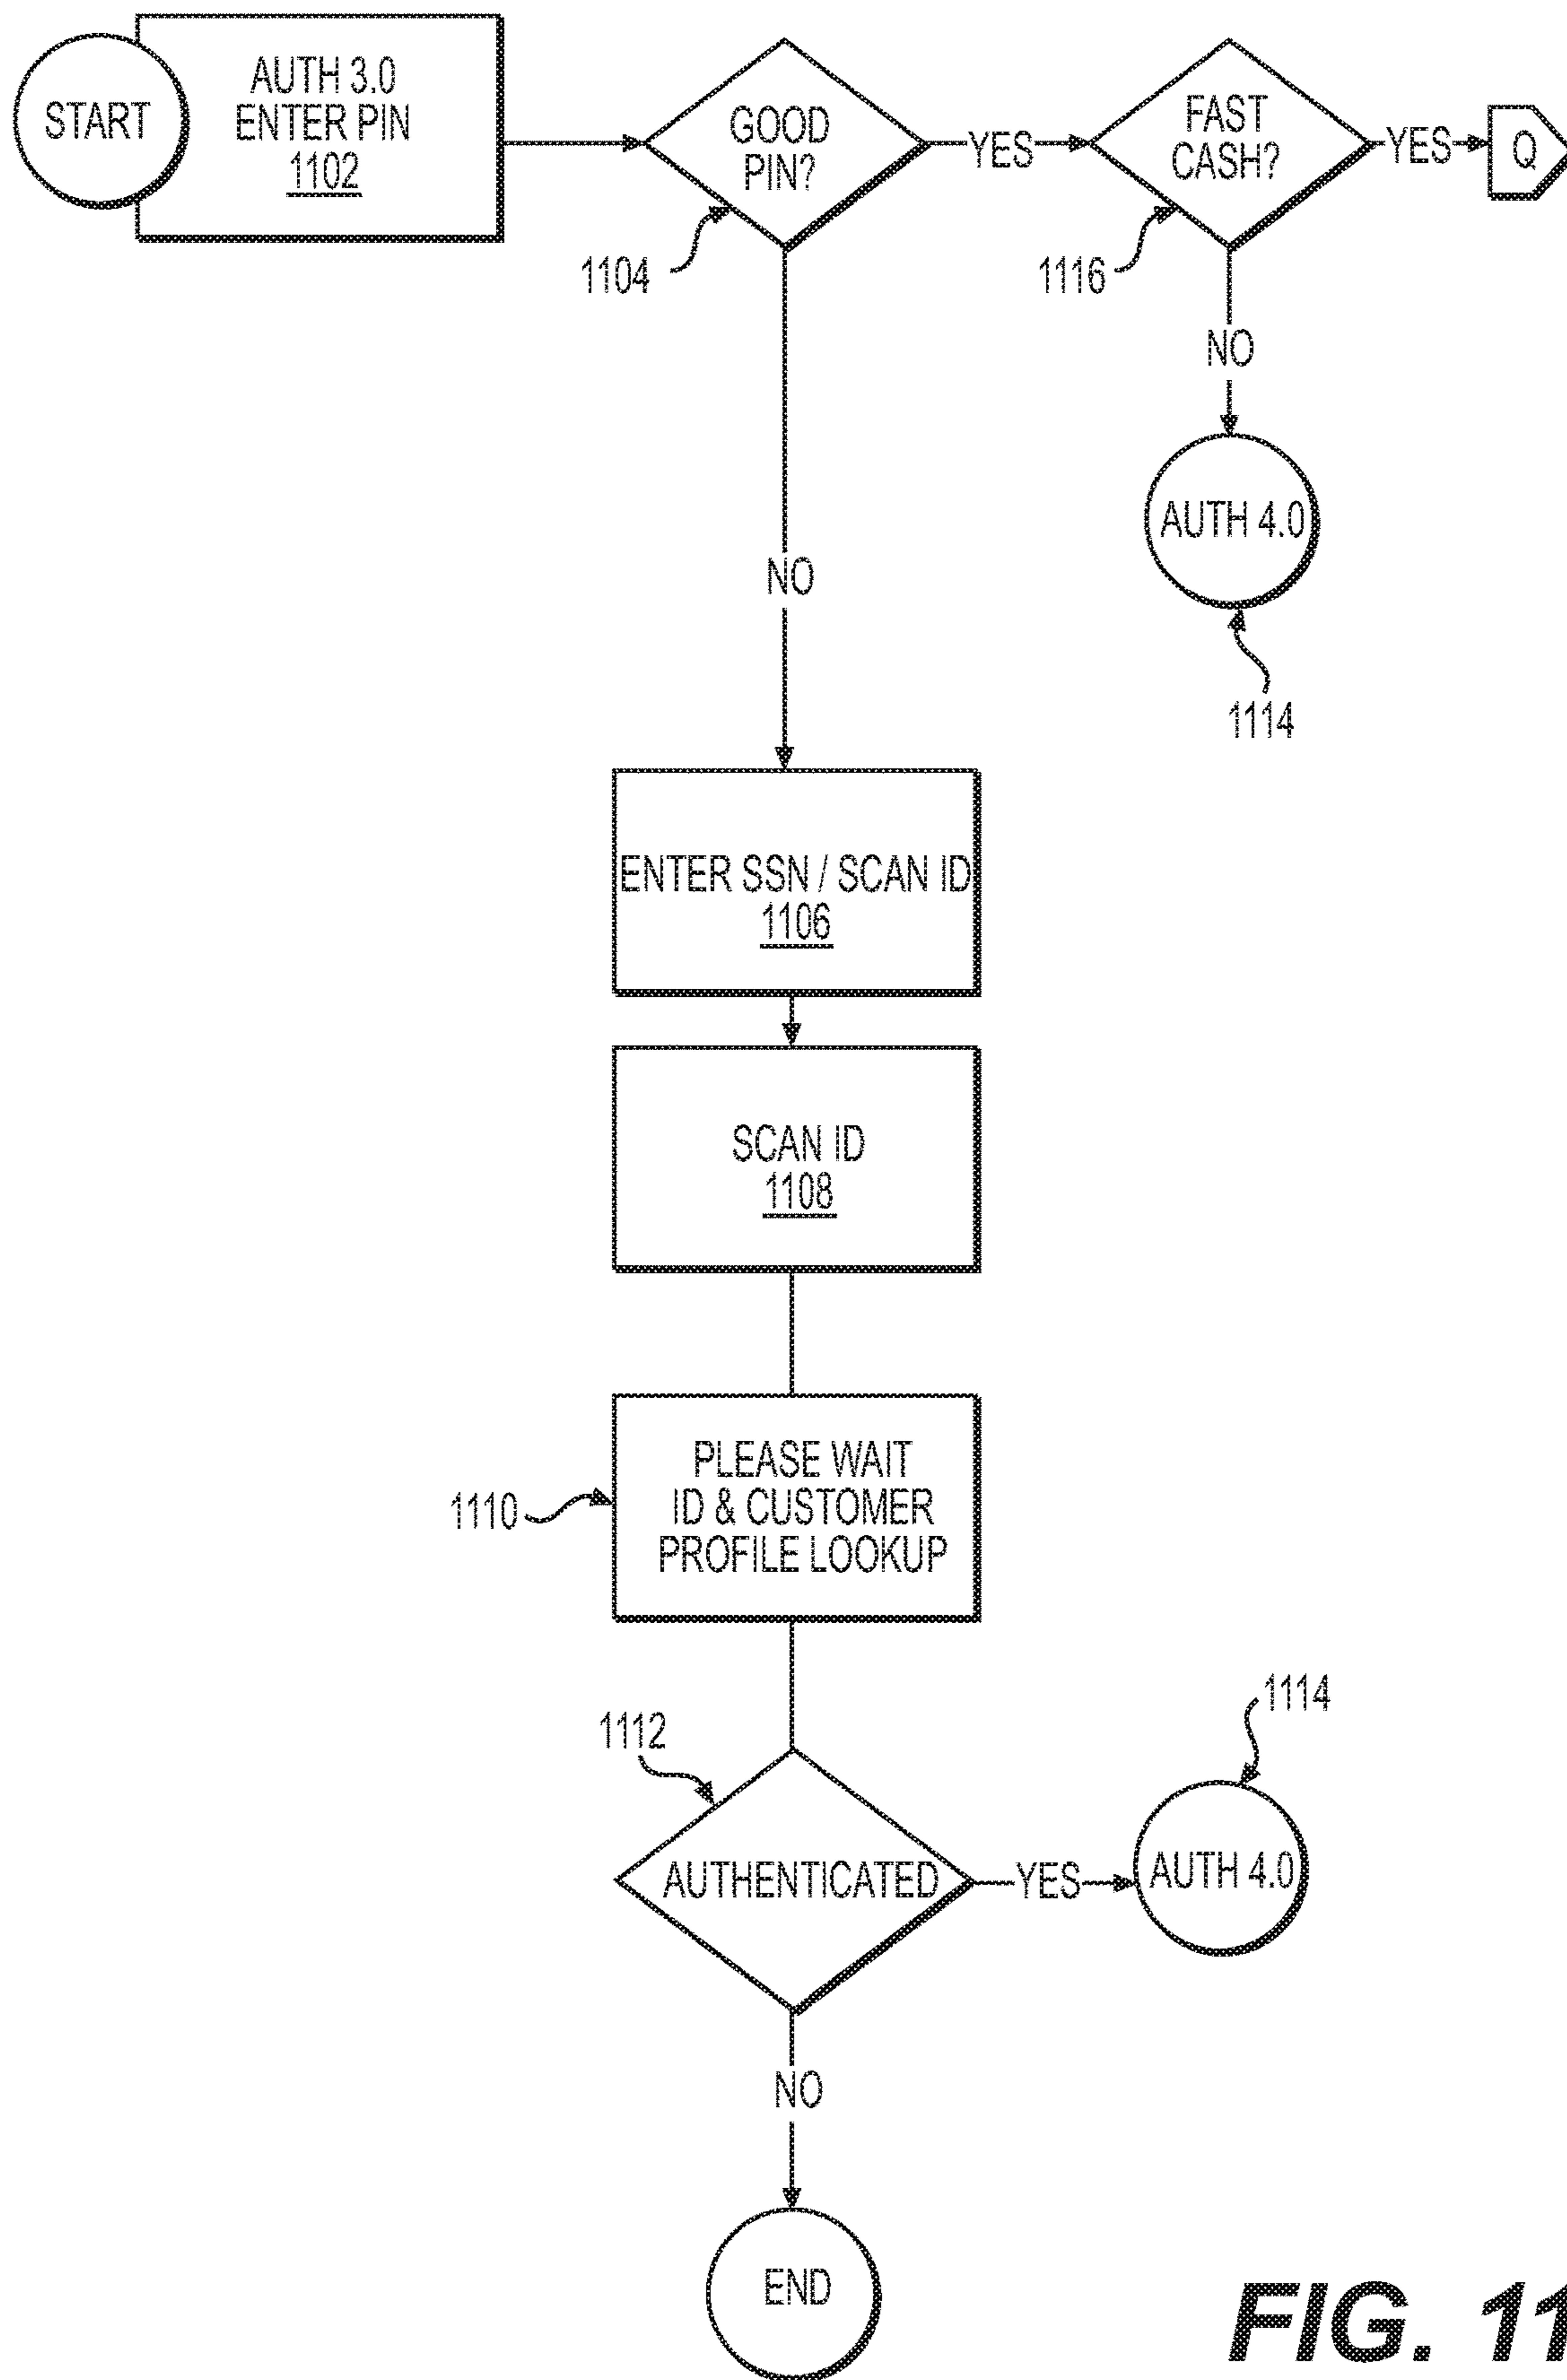 START
AUTH 3.0
ENTER PIN
1102
GOOD
PIN?
1104
YES
FAST
CASH?
1116
YES
Q
NO
AUTH 4.0
1114
NO
ENTER SSN / SCAN ID
1106
SCAN ID
1108
PLEASE WAIT
ID & CUSTOMER
PROFILE LOOKUP
1110
1112
AUTHENTICATED
YES
AUTH 4.0
1114
NO
END
FIG. 11